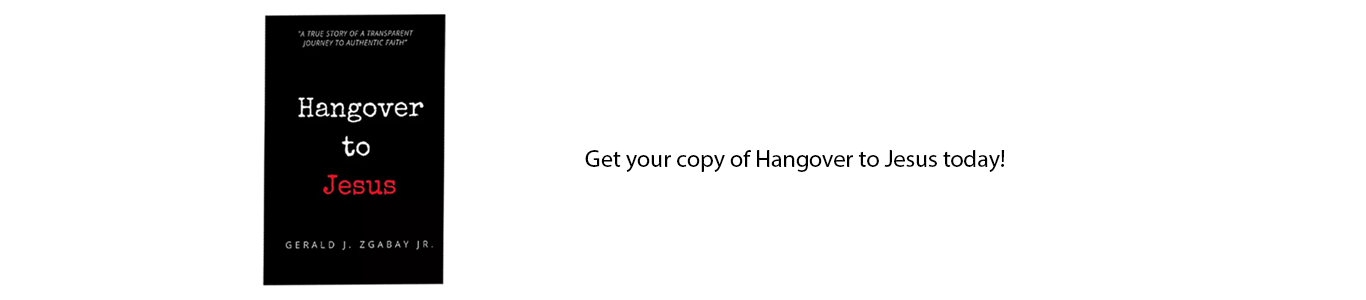 "A TRUE STORY OF A TRANSPARENT
JOURNEY TO AUTHENTIC FAITH"
Hangover
to
Jesus
GERALD J. ZGABAY JR.
Get your copy of Hangover to Jesus today!